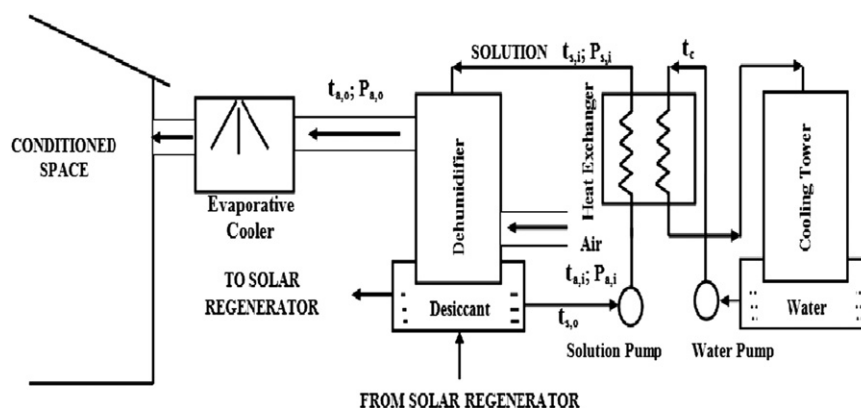 SOLUTION
t_s,i; P_s,i
t_c
t_a,o; P_a,o
CONDITIONED
SPACE
Evaporative
Cooler
Dehumidifier
Heat Exchanger
Cooling Tower
Air
t_a,i; P_a,i
TO SOLAR
REGENERATOR
Desiccant
t_s,o
Water
Solution Pump
Water Pump
FROM SOLAR REGENERATOR